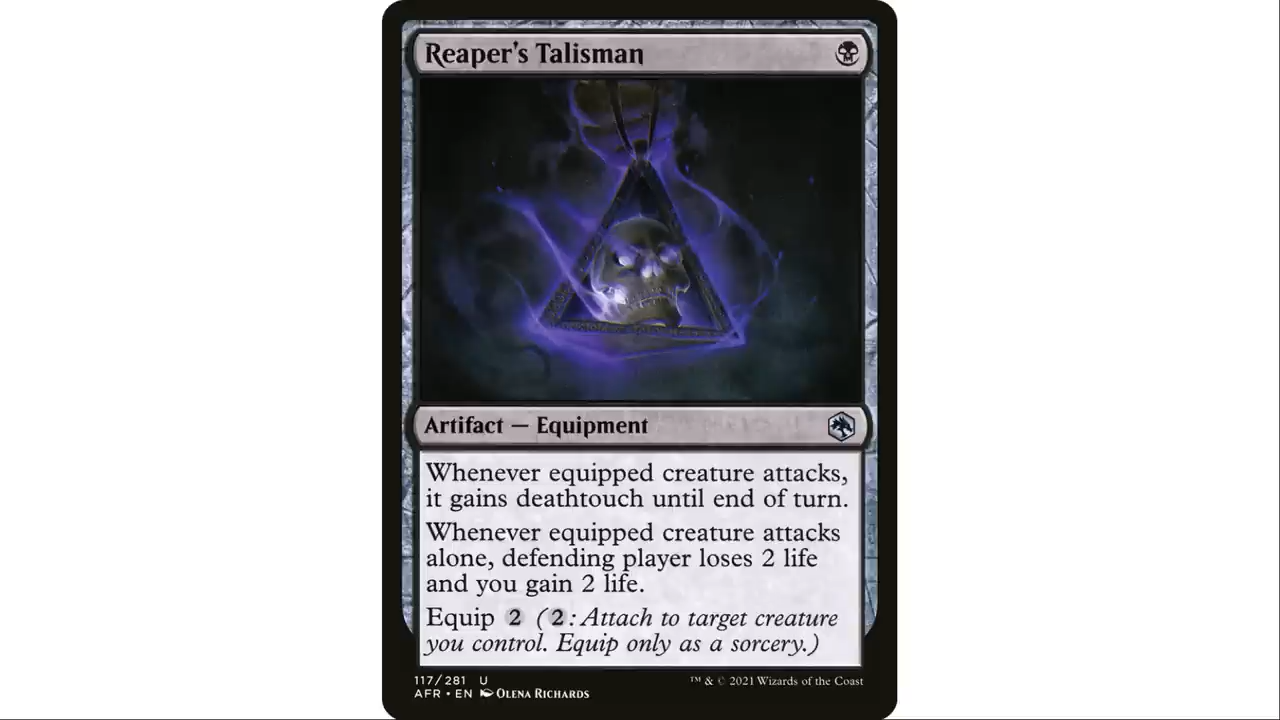 Reaper's Talisman
Artifact — Equipment
Whenever equipped creature attacks,
it gains deathtouch until end of turn.
Whenever equipped creature attacks
alone, defending player loses 2 life
and you gain 2 life.
Equip 2 (2: Attach to target creature
you control. Equip only as a sorcery.)
117/281 U
AFR • EN Olena Richards
™ & © 2021 Wizards of the Coast